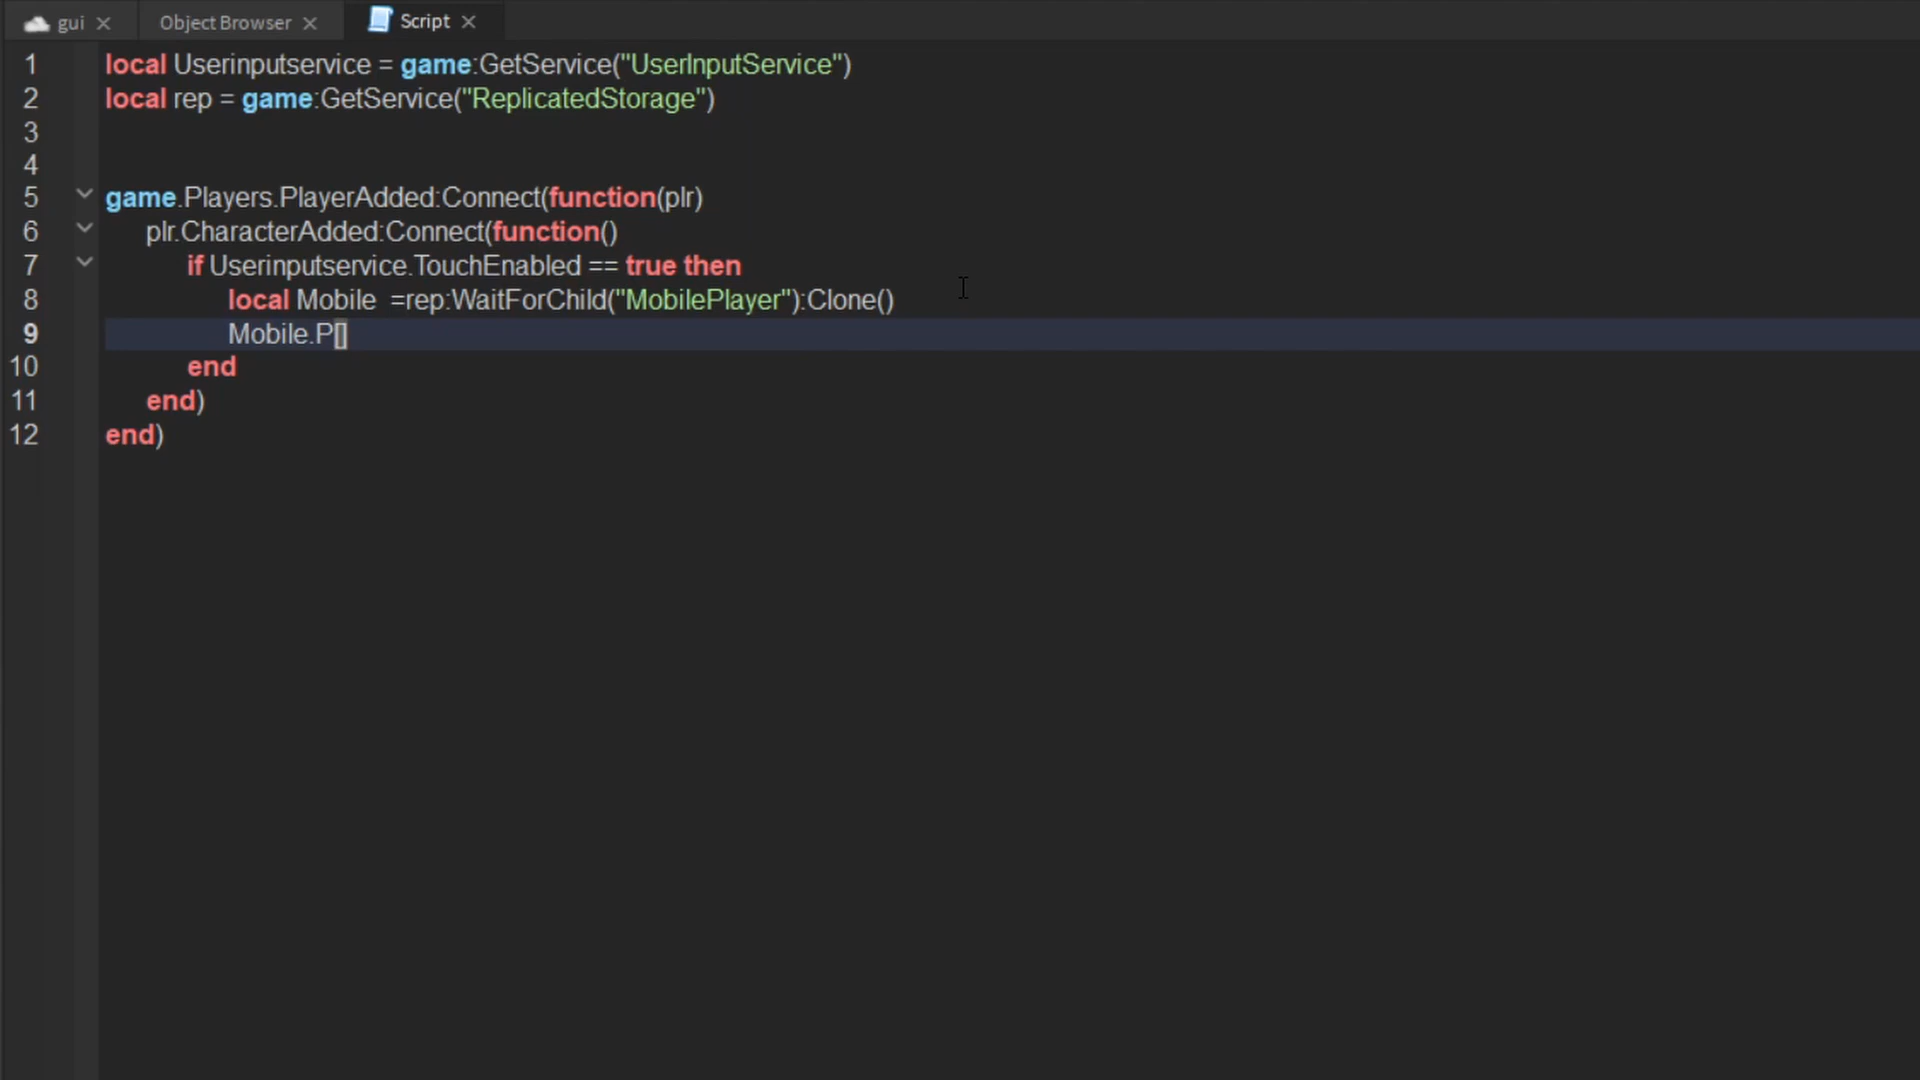 gui Object Browser Script
1 local Userinputservice = game:GetService("UserInputService")
2 local rep = game:GetService("ReplicatedStorage")
3
4
5 game.Players.PlayerAdded:Connect(function(plr)
6 plr.CharacterAdded:Connect(function()
7 if Userinputservice.TouchEnabled == true then
8 local Mobile  =rep:WaitForChild("MobilePlayer"):Clone()
9 Mobile.P[]
10 end
11 end)
12 end)